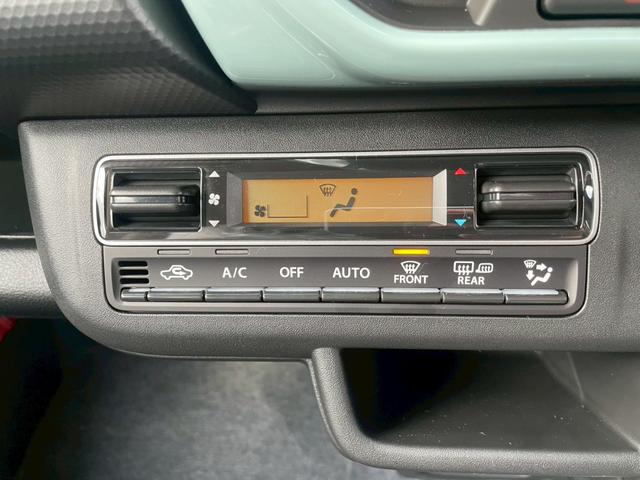 A/C OFF AUTO FRONT REAR